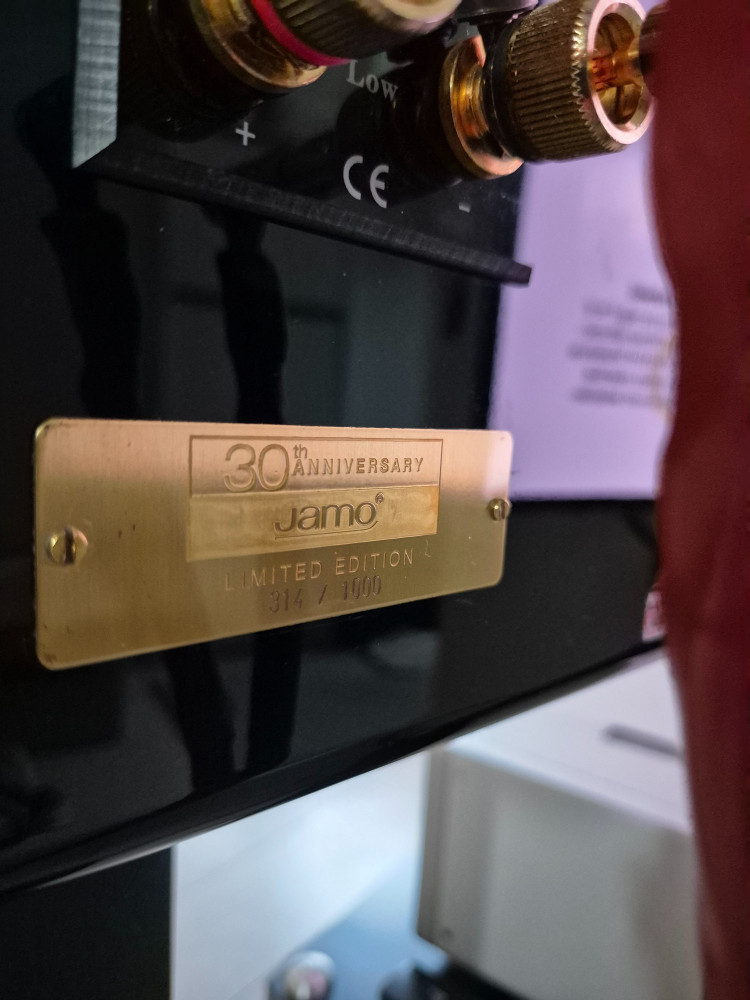 Low
+
CE
-
30th ANNIVERSARY
Jamo®
LIMITED EDITION
314 / 1000